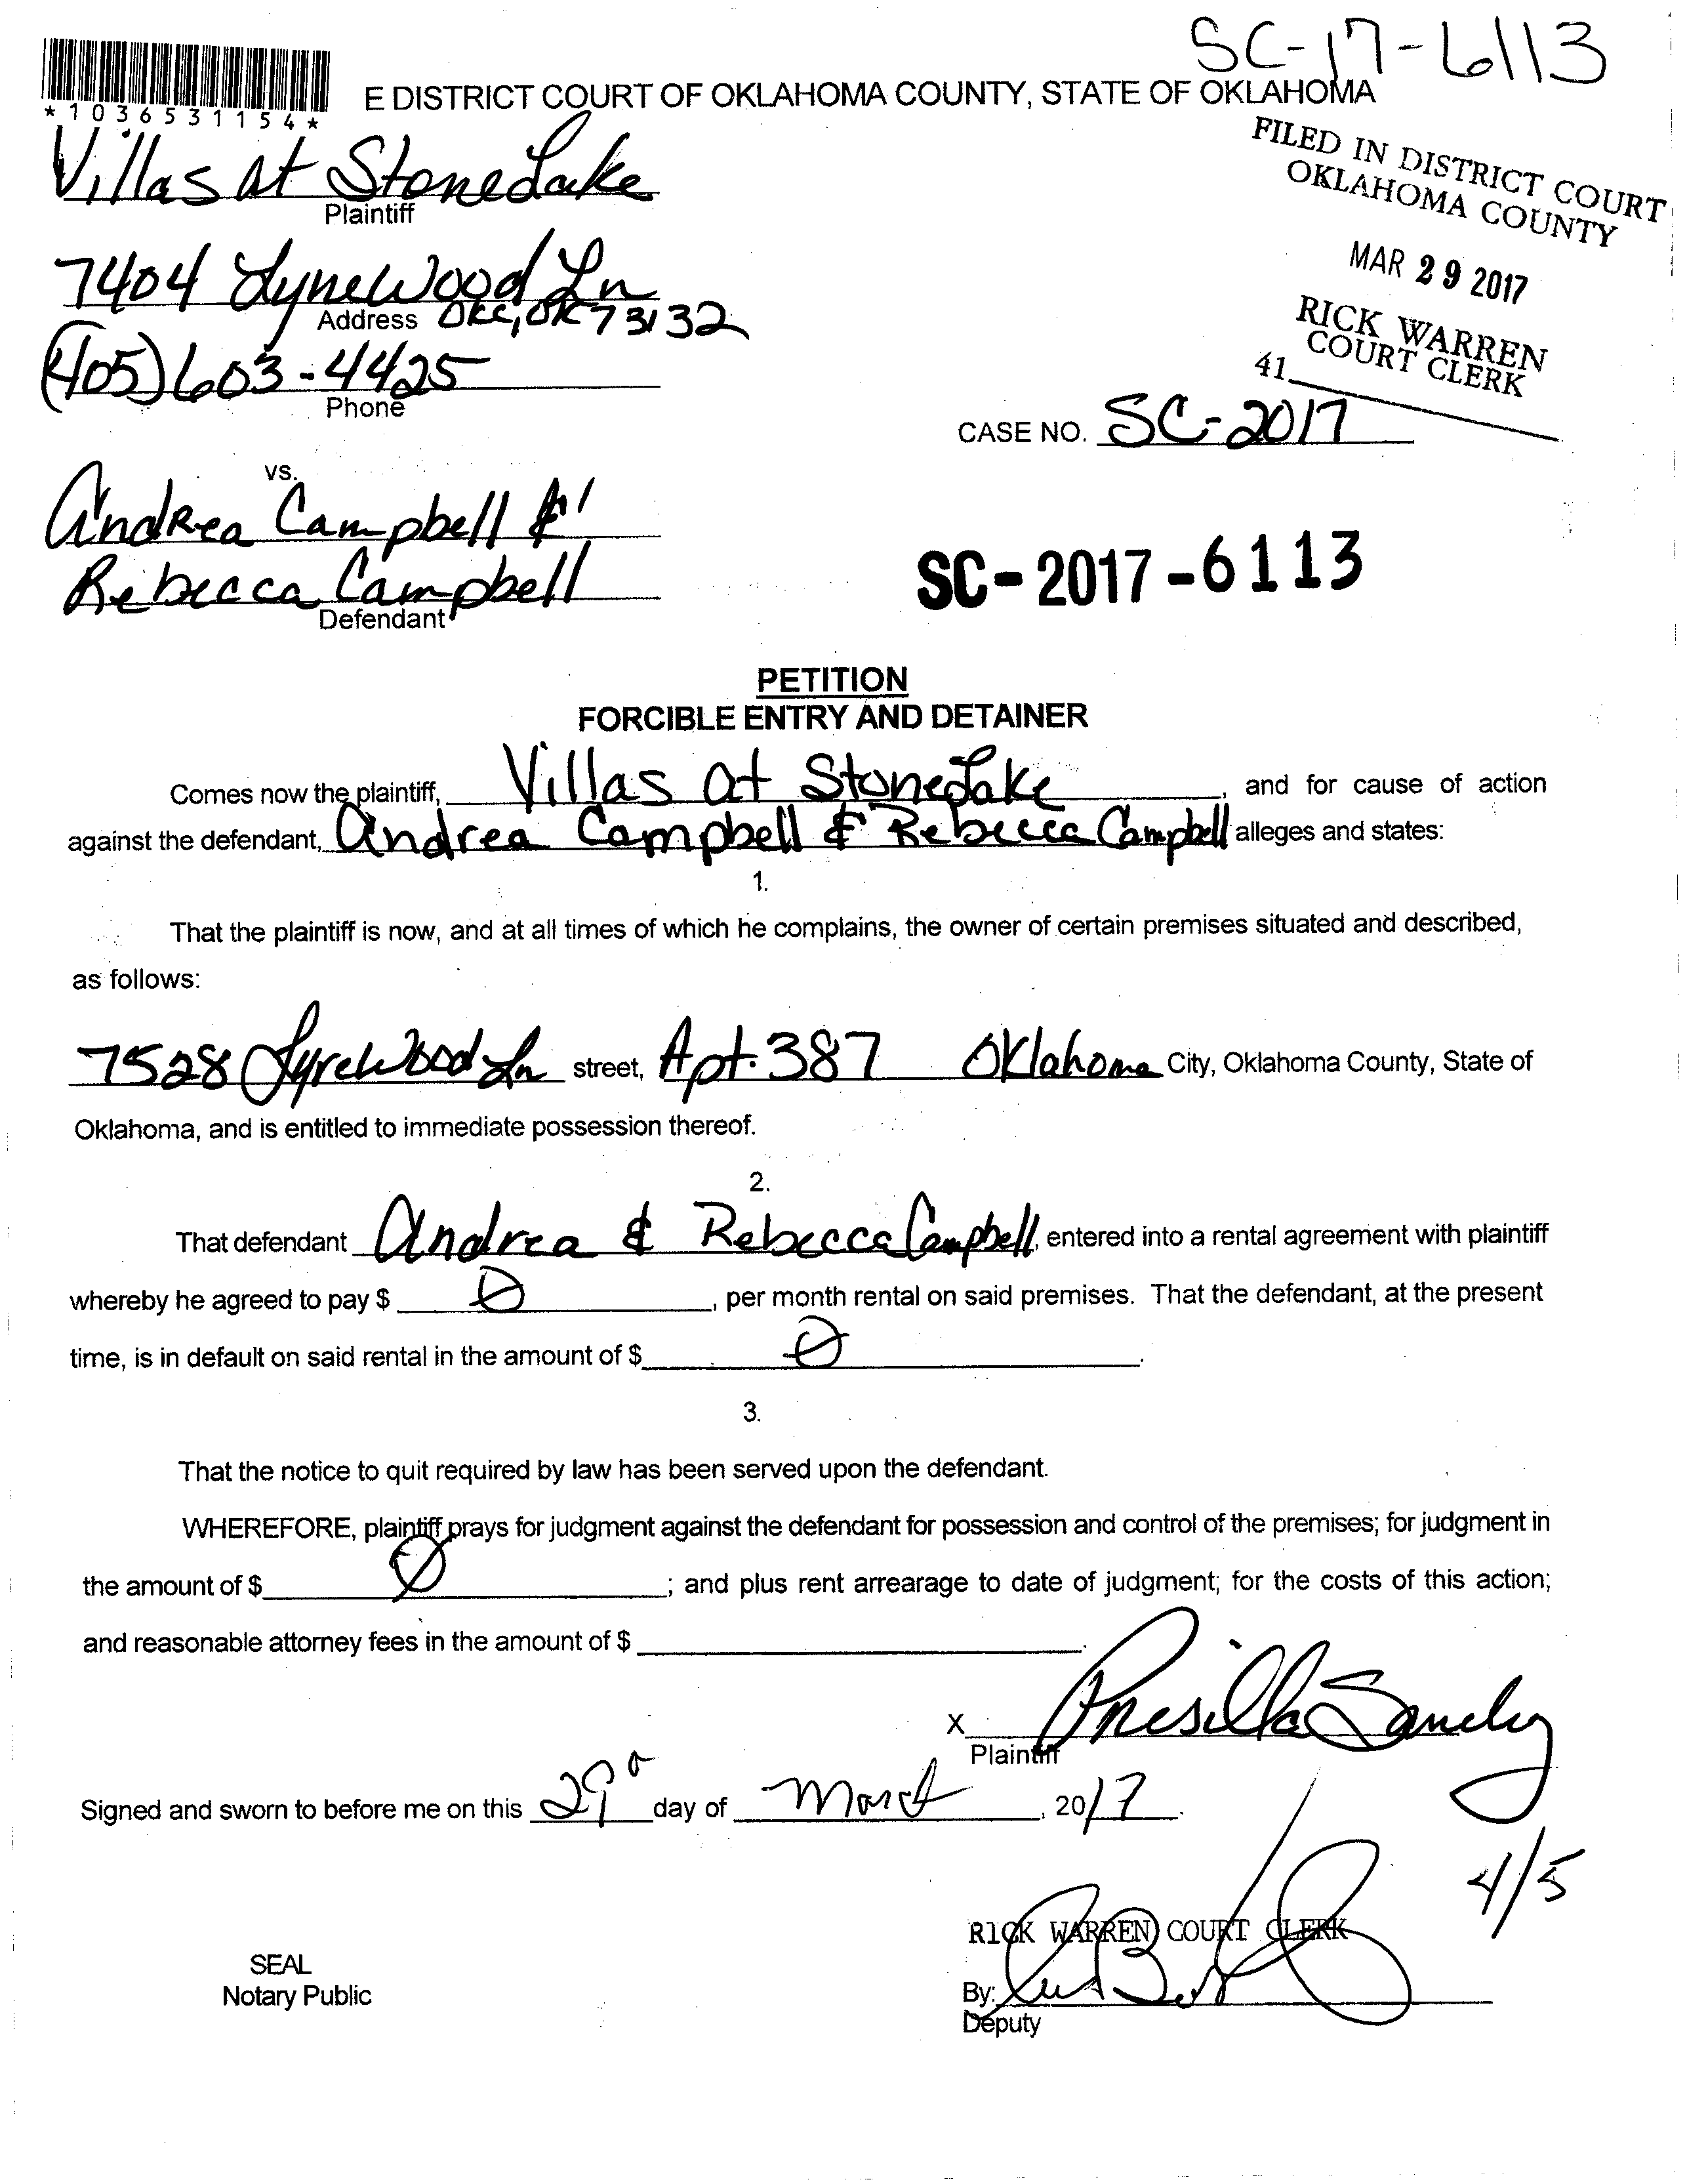 SC-17-6113
*1036531154*
E DISTRICT COURT OF OKLAHOMA COUNTY, STATE OF OKLAHOMA
Villas at StoneLake
Plaintiff
FILED IN DISTRICT COURT
OKLAHOMA COUNTY
MAR 29 2017
RICK WARREN
COURT CLERK
41
7404 Lynewood Ln
Address OKC, OK 73132
(405) 603-4425
Phone
CASE NO. SC-2017
vs.
Andrea Campbell &
Rebecca Campbell
Defendant
SC-2017-6113
PETITION
FORCIBLE ENTRY AND DETAINER
Comes now the plaintiff, Villas at StoneLake, and for cause of action
against the defendant, Andrea Campbell & Rebecca Campbell alleges and states:
1.
That the plaintiff is now, and at all times of which he complains, the owner of certain premises situated and described,
as follows:
7528 Lyrewood Ln street, Apt. 387 Oklahoma City, Oklahoma County, State of
Oklahoma, and is entitled to immediate possession thereof.
2.
That defendant Andrea & Rebecca Campbell, entered into a rental agreement with plaintiff
whereby he agreed to pay $ 0, per month rental on said premises. That the defendant, at the present
time, is in default on said rental in the amount of $ 0.
3.
That the notice to quit required by law has been served upon the defendant.
WHEREFORE, plaintiff prays for judgment against the defendant for possession and control of the premises; for judgment in
the amount of $ 0; and plus rent arrearage to date of judgment; for the costs of this action;
and reasonable attorney fees in the amount of $.
X Prisilla Sanchez
Plaintiff
Signed and sworn to before me on this 29 day of March, 2017.
4/5
RICK WARREN COURT CLERK
SEAL
Notary Public
By:
Deputy